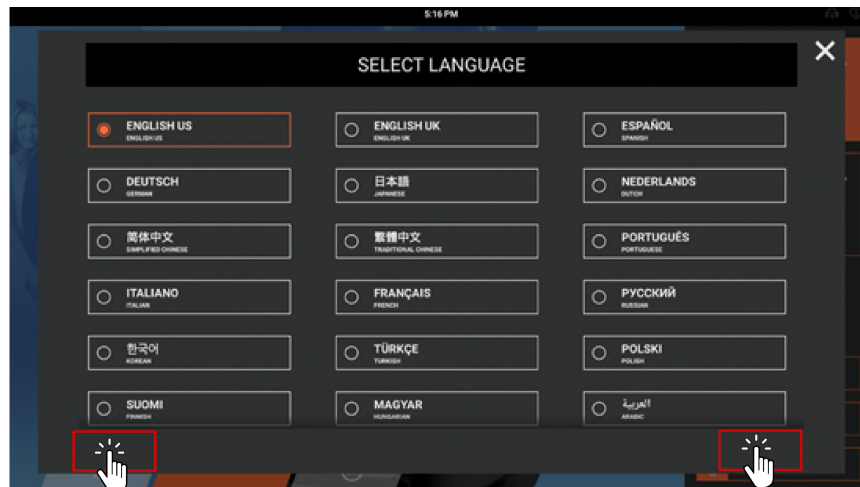 5:16 PM
SELECT LANGUAGE
ENGLISH US
ENGLISH US
ENGLISH UK
ENGLISH UK
ESPAÑOL
SPANISH
DEUTSCH
GERMAN
日本語
JAPANESE
NEDERLANDS
DUTCH
简体中文
SIMPLIFIED CHINESE
繁體中文
TRADITIONAL CHINESE
PORTUGUÊS
PORTUGUESE
ITALIANO
ITALIAN
FRANÇAIS
FRENCH
РУССКИЙ
RUSSIAN
한국어
KOREAN
TÜRKÇE
TURKISH
POLSKI
POLISH
SUOMI
FINNISH
MAGYAR
HUNGARIAN
العربية
ARABIC